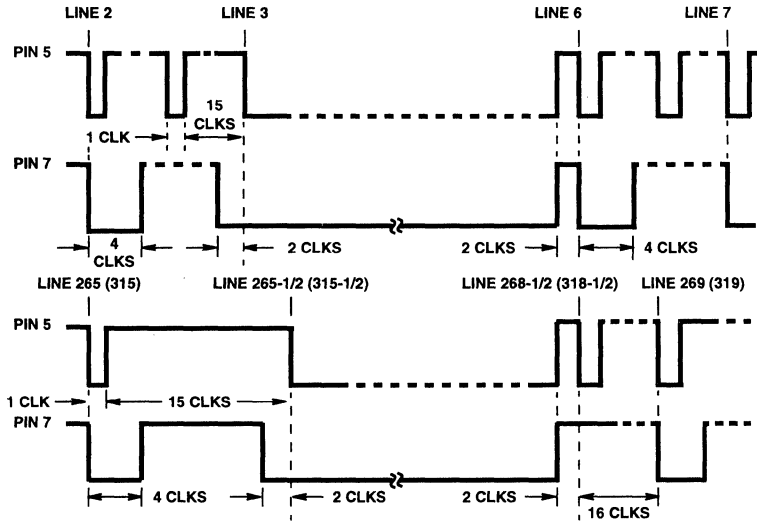 LINE 2 LINE 3 LINE 6 LINE 7
PIN 5
15
CLKS
1 CLK
PIN 7
4
CLKS
2 CLKS 2 CLKS 4 CLKS
LINE 265 (315) LINE 265-1/2 (315-1/2) LINE 268-1/2 (318-1/2) LINE 269 (319)
PIN 5
1 CLK 15 CLKS
PIN 7
4 CLKS 2 CLKS 2 CLKS
16 CLKS